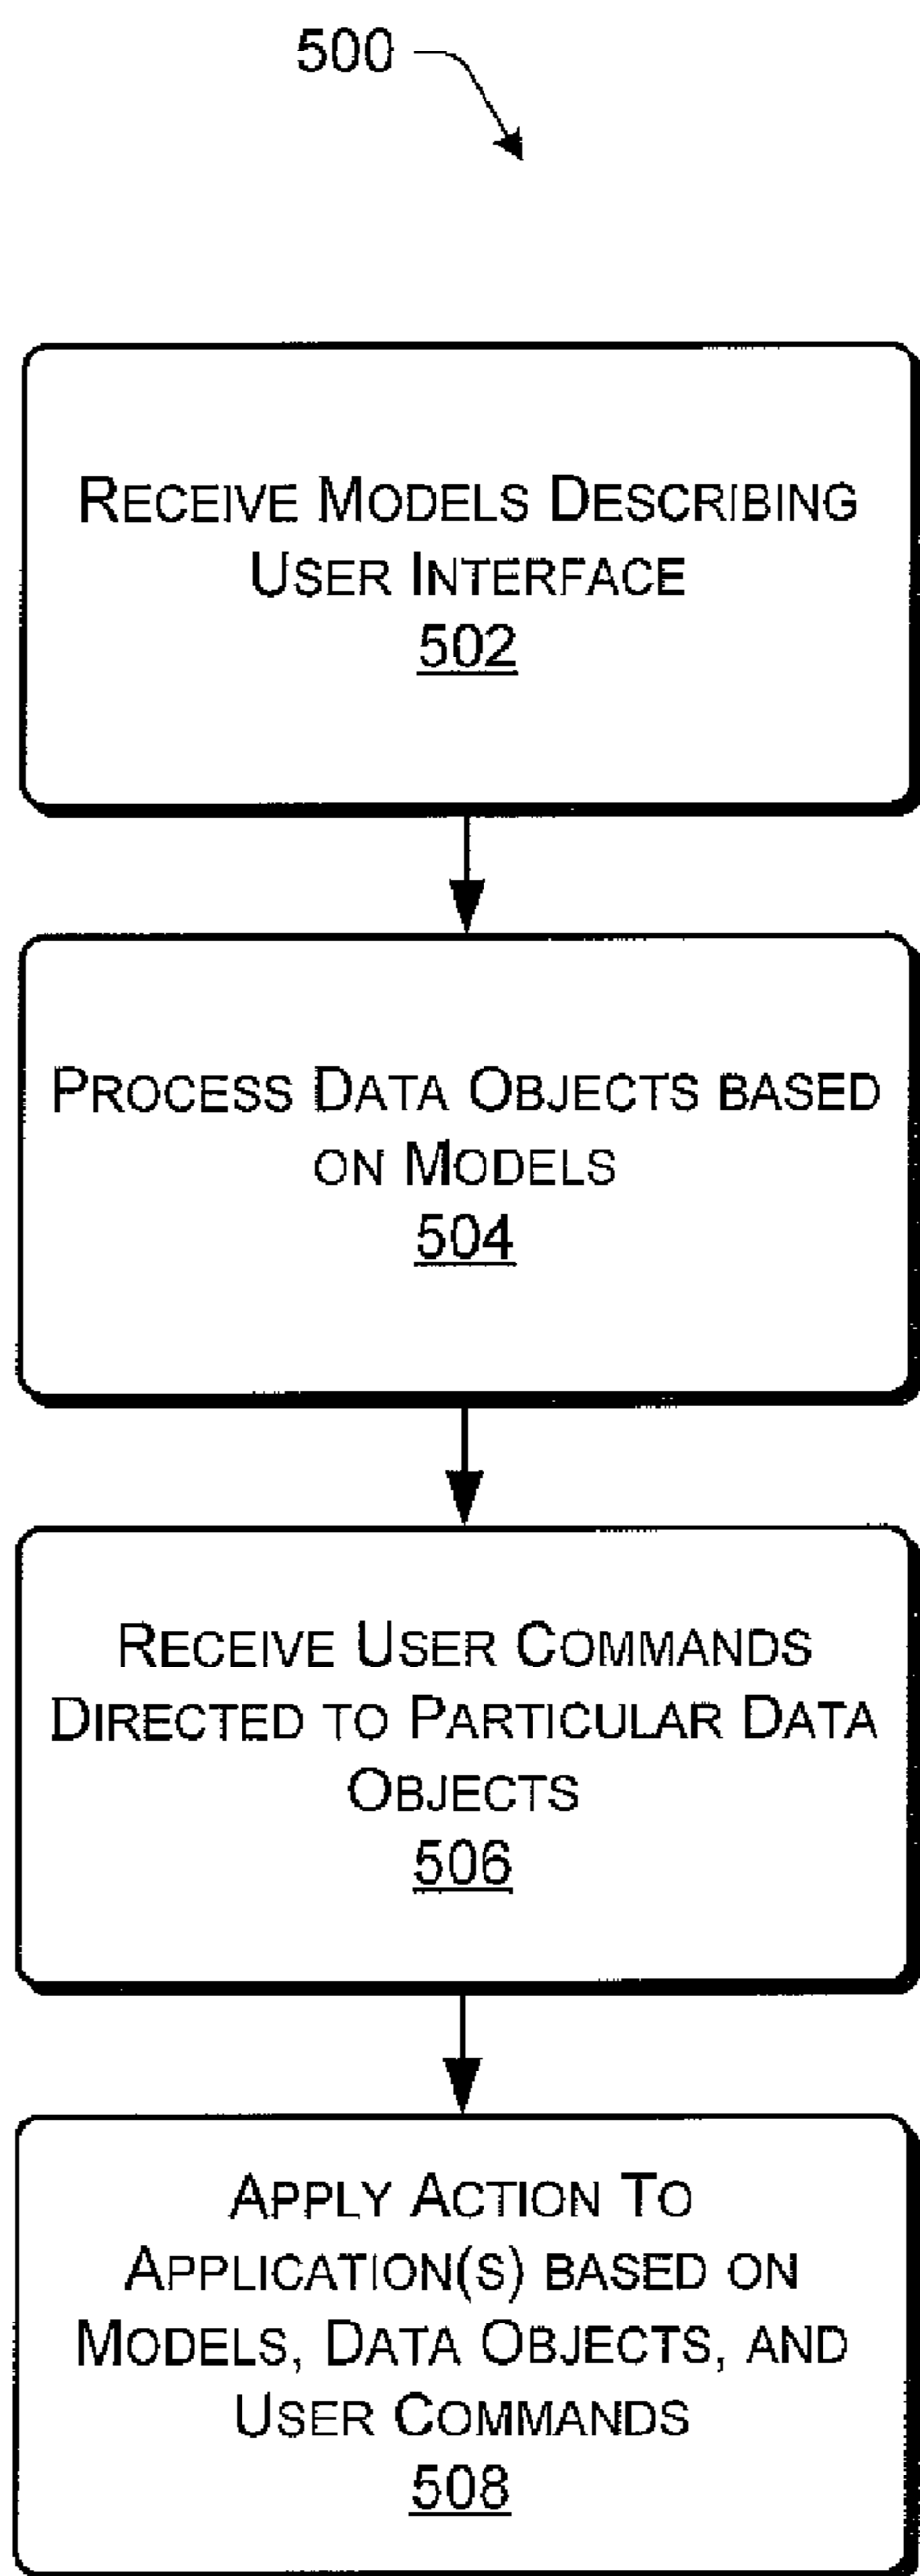 500
RECEIVE MODELS DESCRIBING
USER INTERFACE
502
PROCESS DATA OBJECTS BASED
ON MODELS
504
RECEIVE USER COMMANDS
DIRECTED TO PARTICULAR DATA
OBJECTS
506
APPLY ACTION TO
APPLICATION(S) BASED ON
MODELS, DATA OBJECTS, AND
USER COMMANDS
508